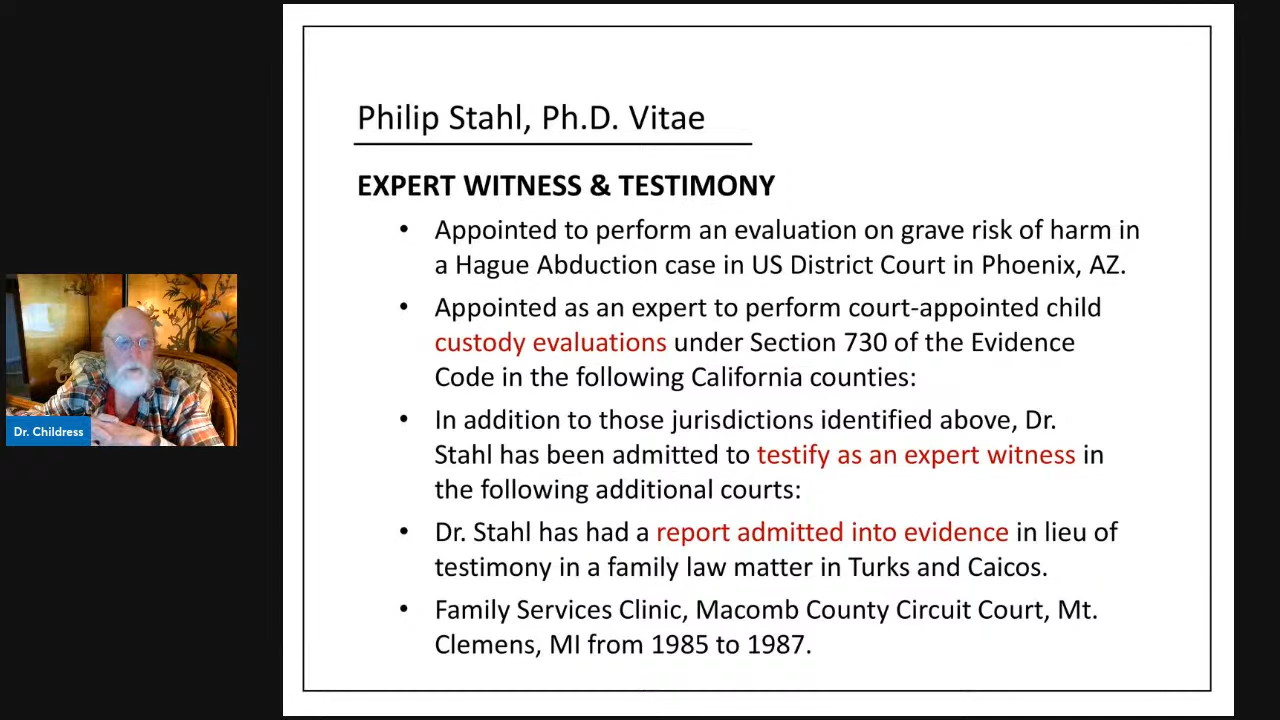 Philip Stahl, Ph.D. Vitae
EXPERT WITNESS & TESTIMONY
• Appointed to perform an evaluation on grave risk of harm in
a Hague Abduction case in US District Court in Phoenix, AZ.
• Appointed as an expert to perform court-appointed child
custody evaluations under Section 730 of the Evidence
Code in the following California counties:
• In addition to those jurisdictions identified above, Dr.
Stahl has been admitted to testify as an expert witness in
the following additional courts:
• Dr. Stahl has had a report admitted into evidence in lieu of
testimony in a family law matter in Turks and Caicos.
• Family Services Clinic, Macomb County Circuit Court, Mt.
Clemens, MI from 1985 to 1987.
Dr. Childress